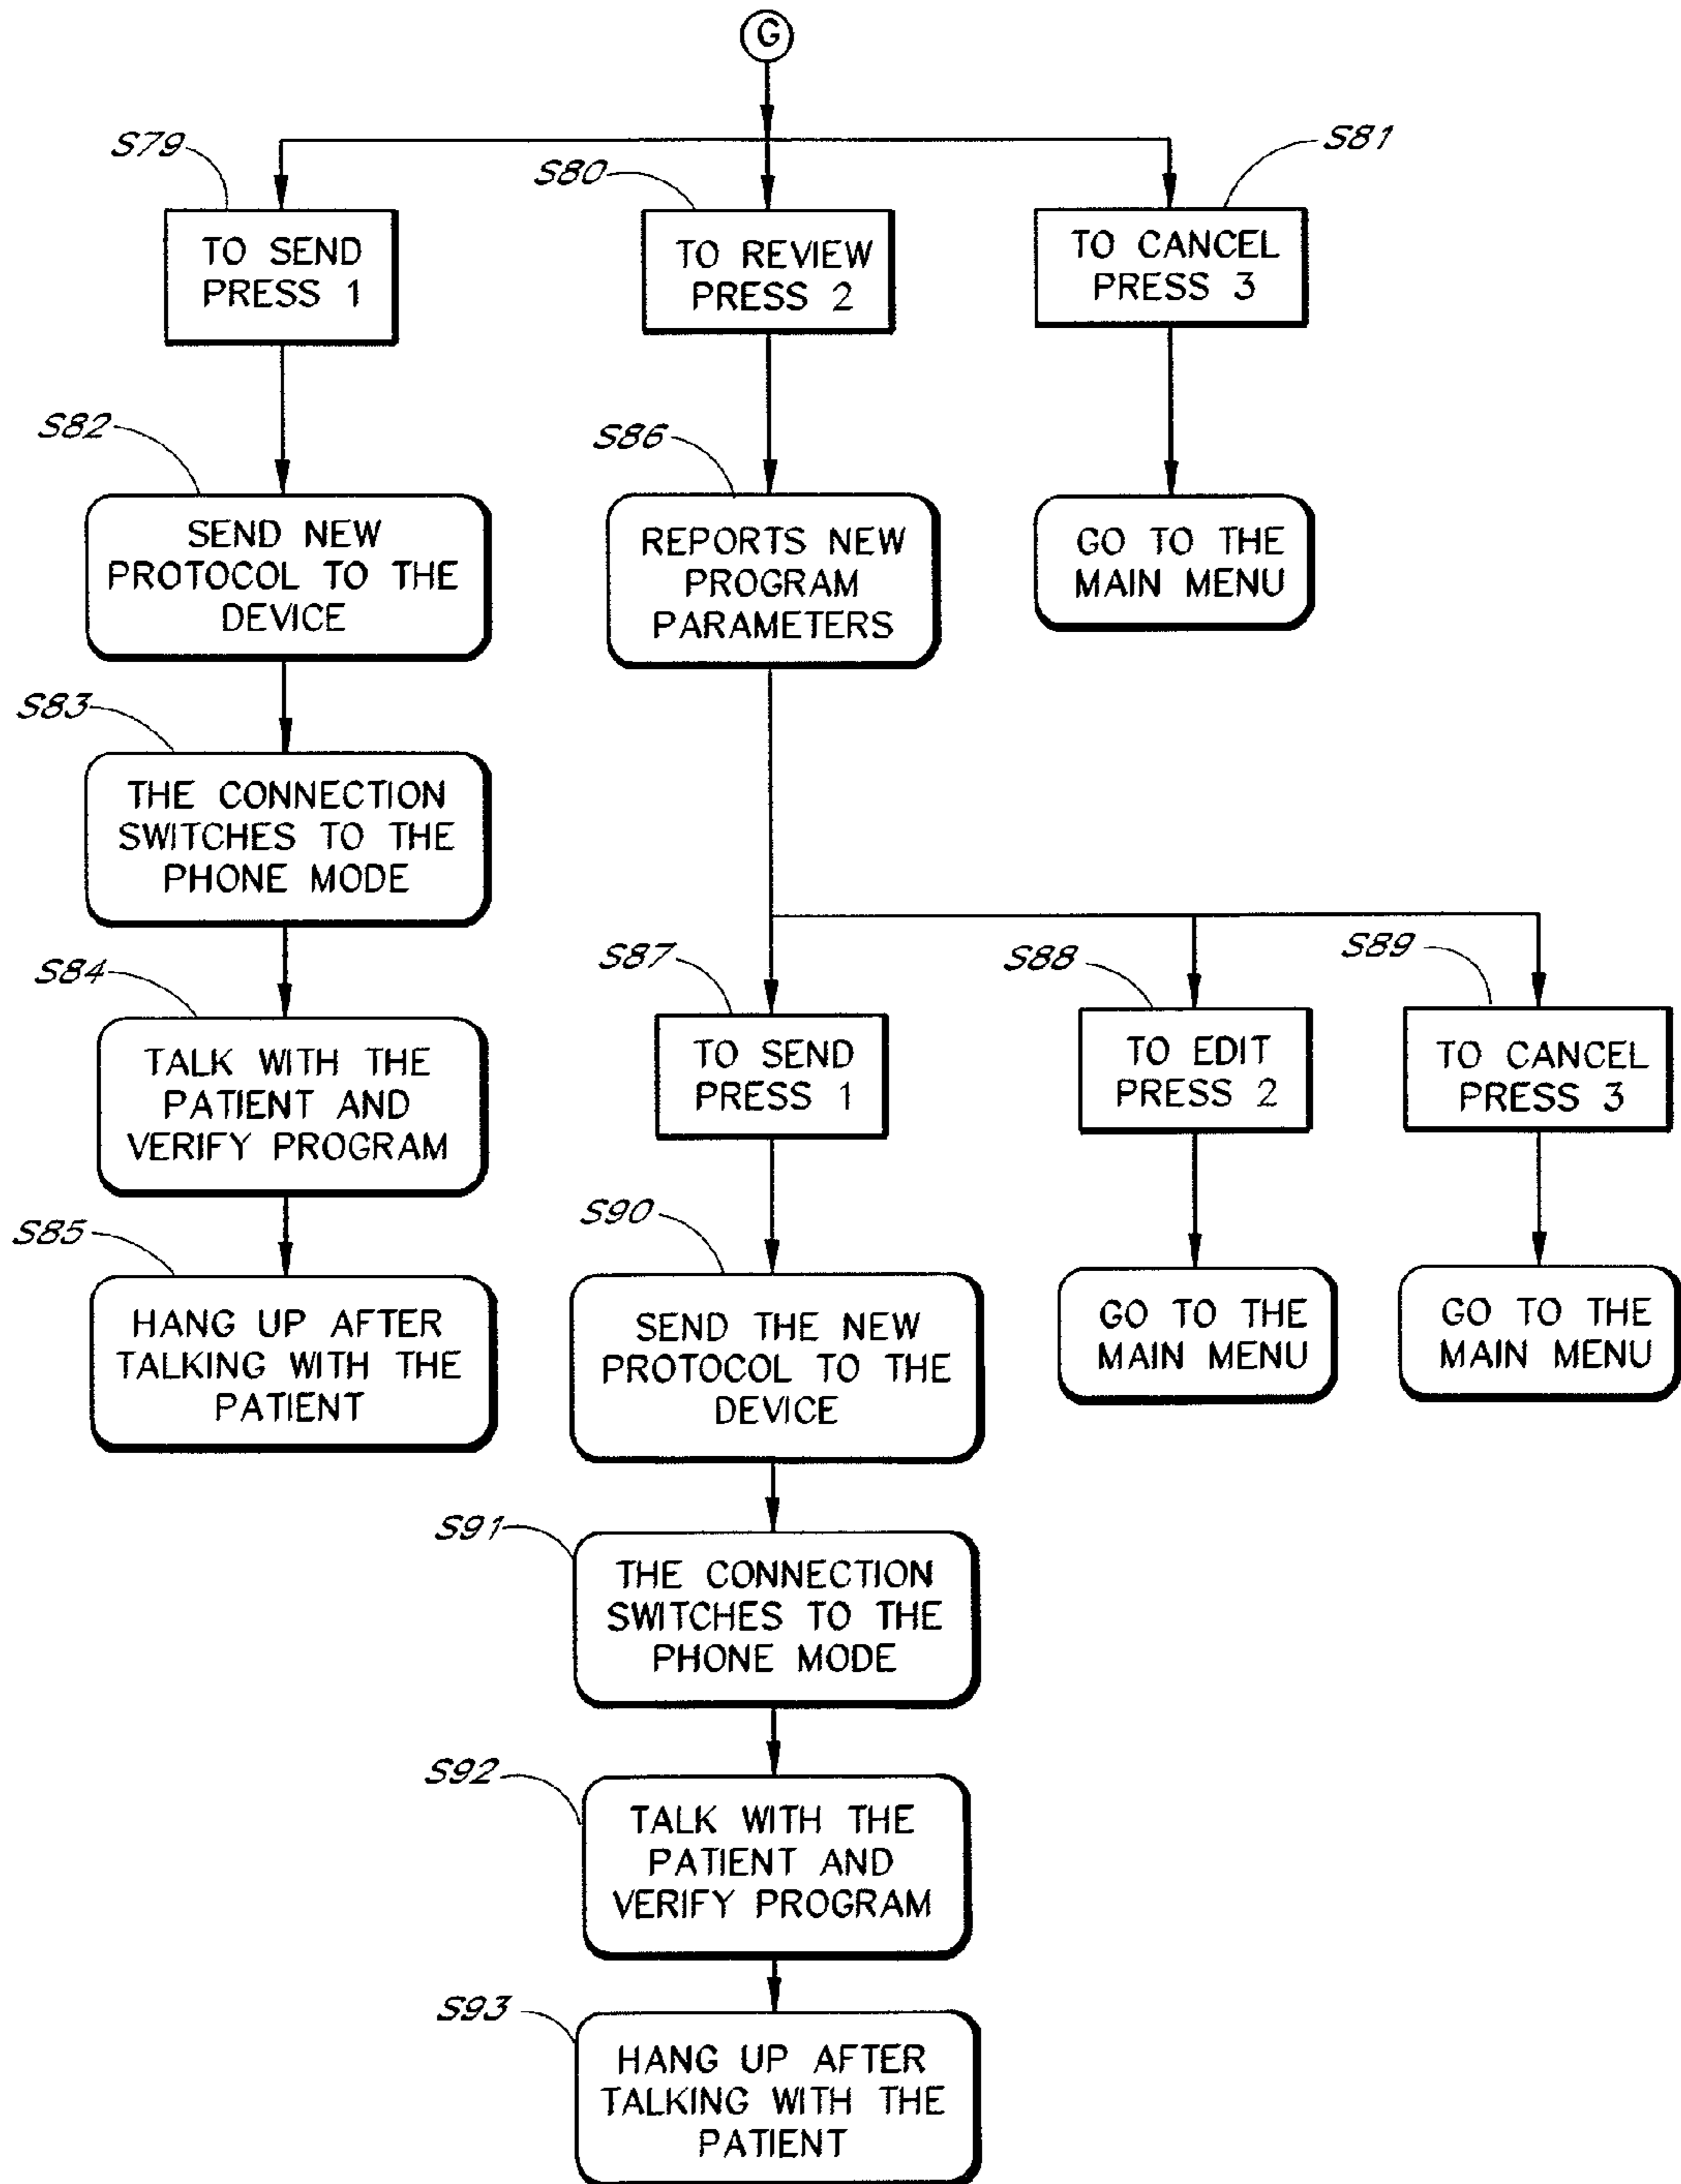 G
S79
S80
S81
TO SEND
PRESS 1
TO REVIEW
PRESS 2
TO CANCEL
PRESS 3
S82
S86
SEND NEW
PROTOCOL TO THE
DEVICE
REPORTS NEW
PROGRAM
PARAMETERS
GO TO THE
MAIN MENU
S83
THE CONNECTION
SWITCHES TO THE
PHONE MODE
S84
S87
S88
S89
TALK WITH THE
PATIENT AND
VERIFY PROGRAM
TO SEND
PRESS 1
TO EDIT
PRESS 2
TO CANCEL
PRESS 3
S85
S90
HANG UP AFTER
TALKING WITH THE
PATIENT
SEND THE NEW
PROTOCOL TO THE
DEVICE
GO TO THE
MAIN MENU
GO TO THE
MAIN MENU
S91
THE CONNECTION
SWITCHES TO THE
PHONE MODE
S92
TALK WITH THE
PATIENT AND
VERIFY PROGRAM
S93
HANG UP AFTER
TALKING WITH THE
PATIENT